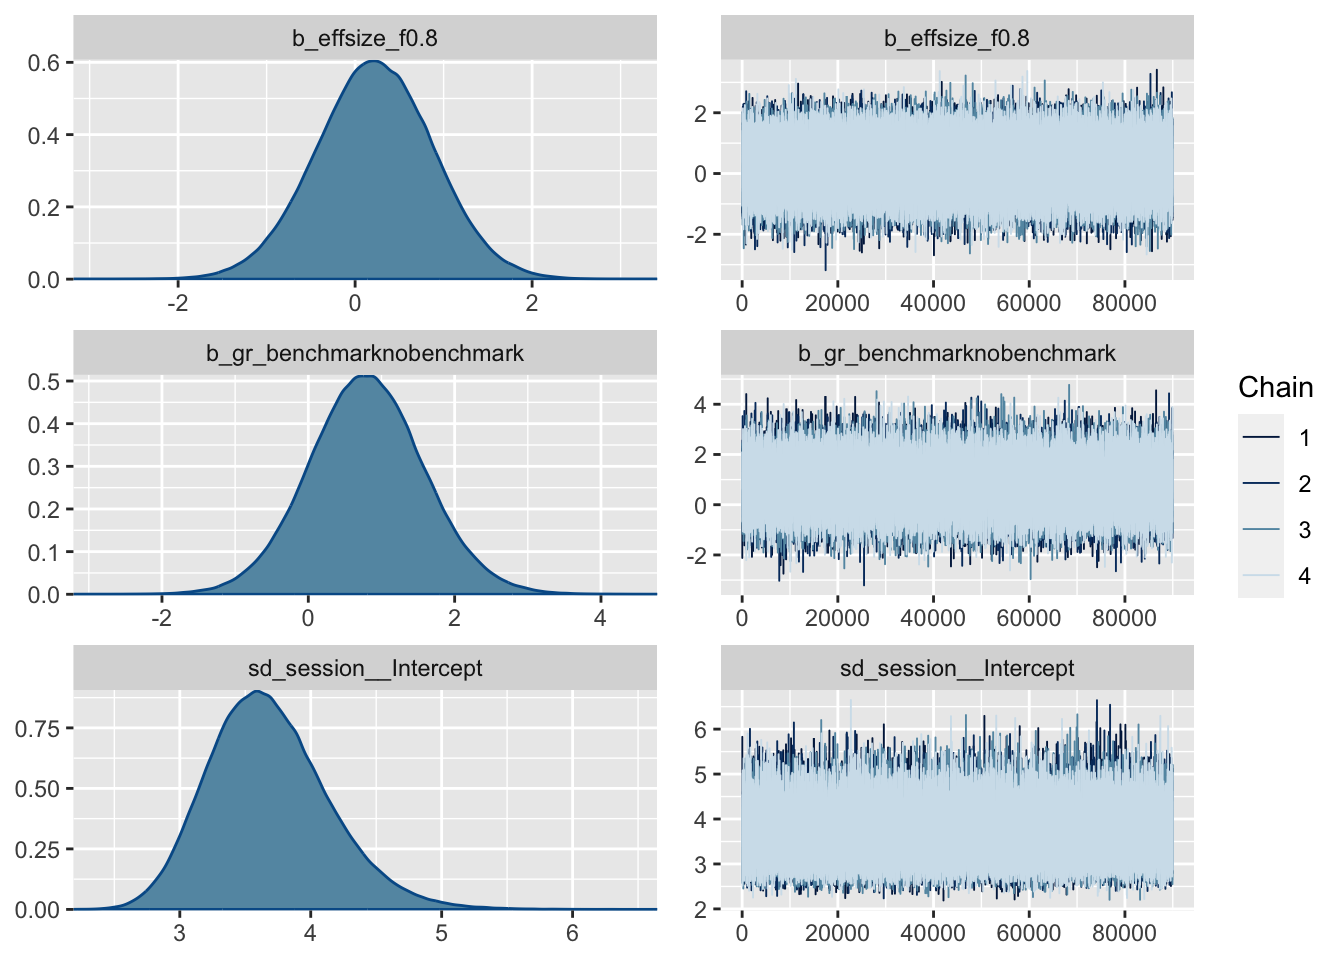 b_effsize_f0.8
b_effsize_f0.8
0.6
0.4
0.2
0.0
-2 0 2
2
0
-2
0 20000 40000 60000 80000
b_gr_benchmarknobenchmark
b_gr_benchmarknobenchmark
0.5
0.4
0.3
0.2
0.1
0.0
-2 0 2 4
4
2
0
-2
0 20000 40000 60000 80000
sd_session__Intercept
sd_session__Intercept
0.75
0.50
0.25
0.00
3 4 5 6
6
5
4
3
2
0 20000 40000 60000 80000
Chain
1
2
3
4